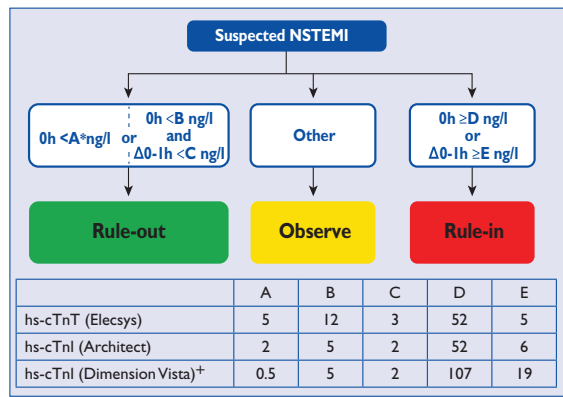 Suspected NSTEMI
0h <A*ng/l or
0h <B ng/l
and
Δ0-1h <C ng/l
Other
0h ≥D ng/l
or
Δ0-1h ≥E ng/l
Rule-out
Observe
Rule-in
A B C D E
hs-cTnT (Elecsys) 5 12 3 52 5
hs-cTnI (Architect) 2 5 2 52 6
hs-cTnI (Dimension Vista)+ 0.5 5 2 107 19